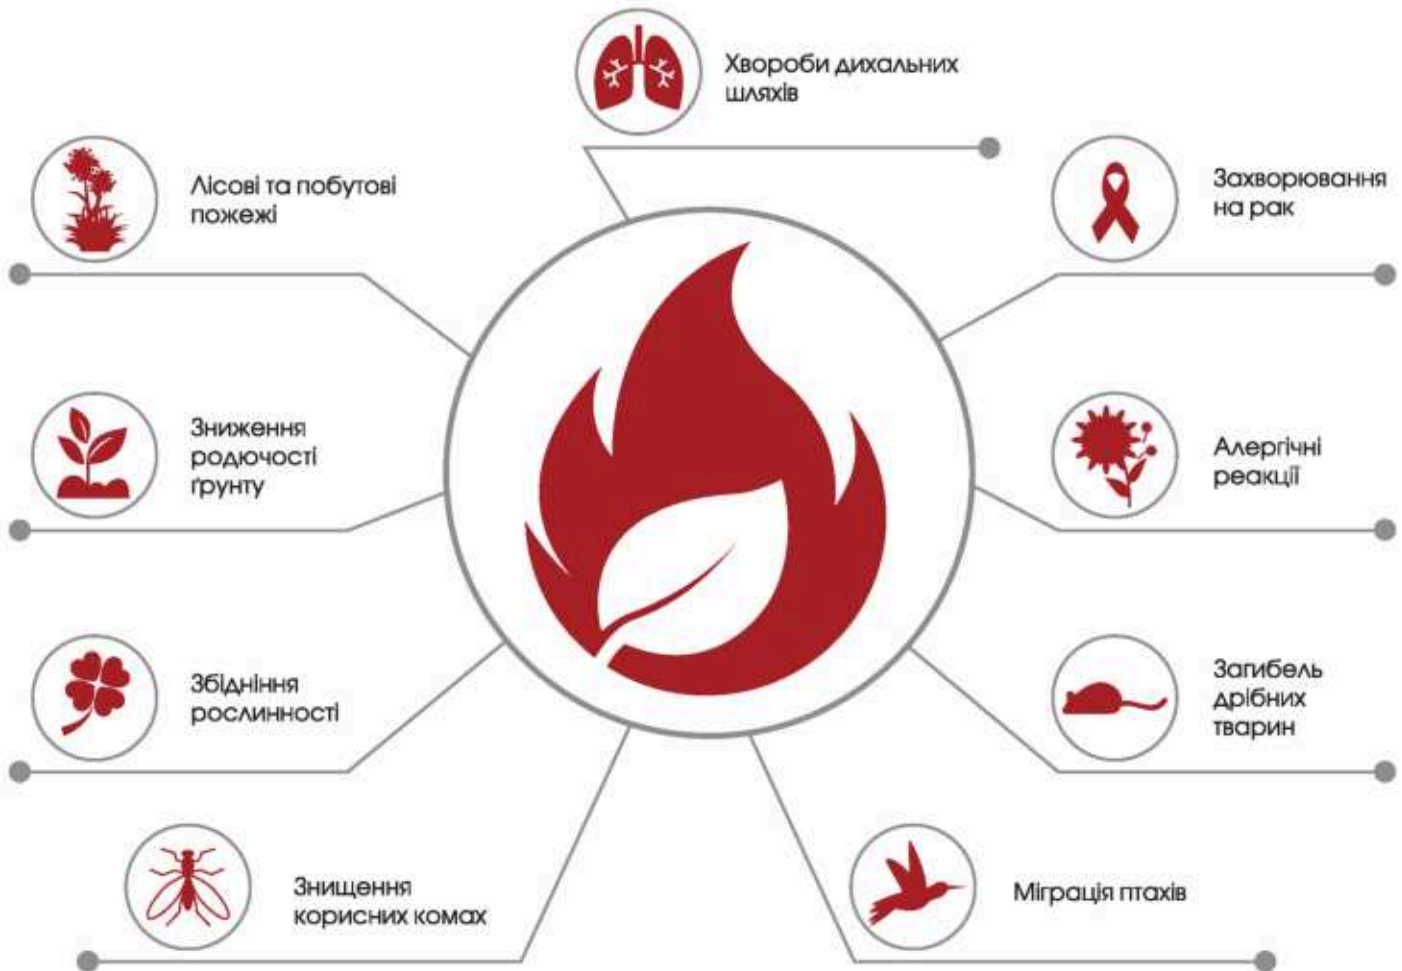 Хвороби дихальних
шляхів
Лісові та побутові
пожежі
Захворювання
на рак
Зниження
родючості
ґрунту
Алергічні
реакції
Збідніння
рослинності
Загибель
дрібних
тварин
Знищення
корисних комах
Міграція птахів